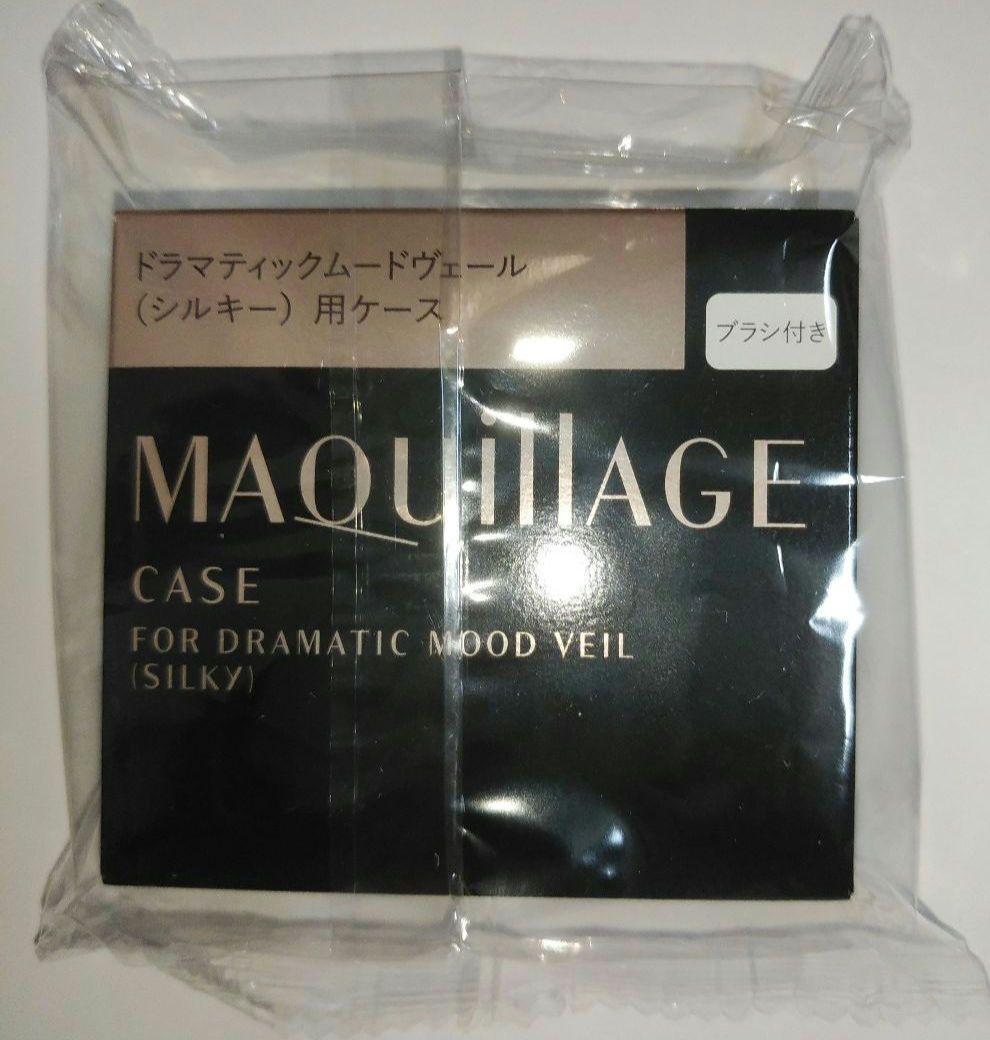 ドラマティックムードヴェール
(シルキー) 用ケース
ブラシ付き
MAQuillAGE
CASE
FOR DRAMATIC MOOD VEIL
(SILKY)